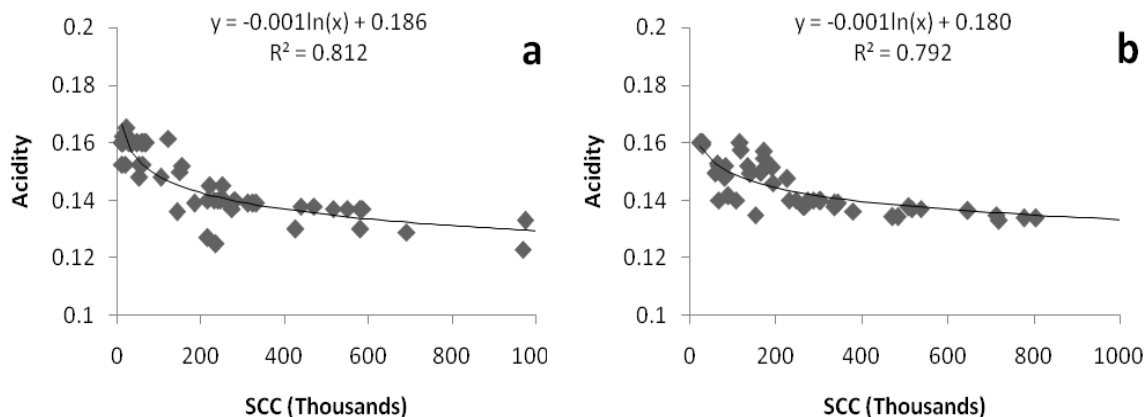 y = -0.001ln(x) + 0.186
R² = 0.812
a
Acidity
0.2
0.18
0.16
0.14
0.12
0.1
0 200 400 600 800 100
SCC (Thousands)
y = -0.001ln(x) + 0.180
R² = 0.792
b
Acidity
0.2
0.18
0.16
0.14
0.12
0.1
0 200 400 600 800 1000
SCC (Thousands)